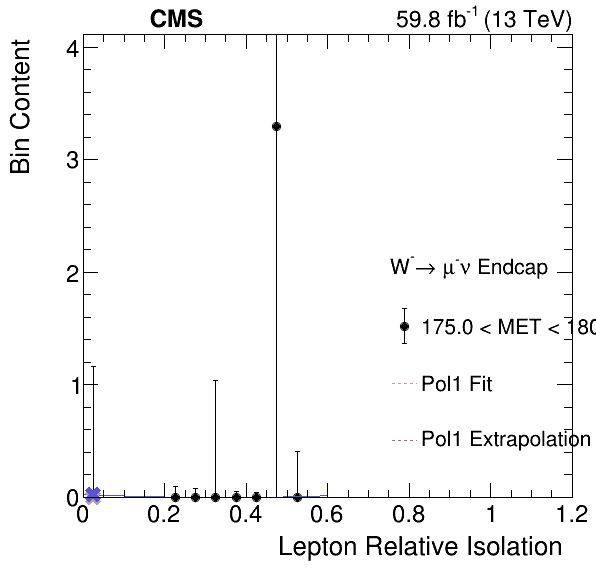 CMS 59.8 fb⁻¹ (13 TeV)
Bin Content
4
3
2
1
0
W⁻→ μ⁻ν Endcap
175.0 < MET < 180
Pol1 Fit
Pol1 Extrapolation
0 0.2 0.4 0.6 0.8 1 1.2
Lepton Relative Isolation